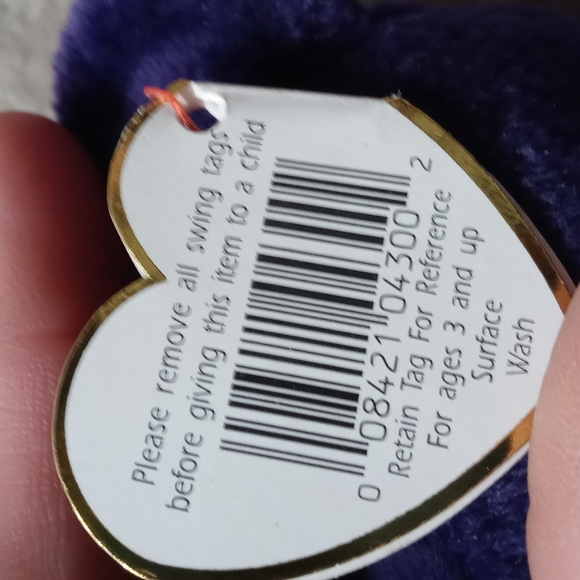 Please remove all swing tags
before giving this item to a child
0 08421 04300 2
Retain Tag For Reference
For ages 3 and up
Surface
Wash